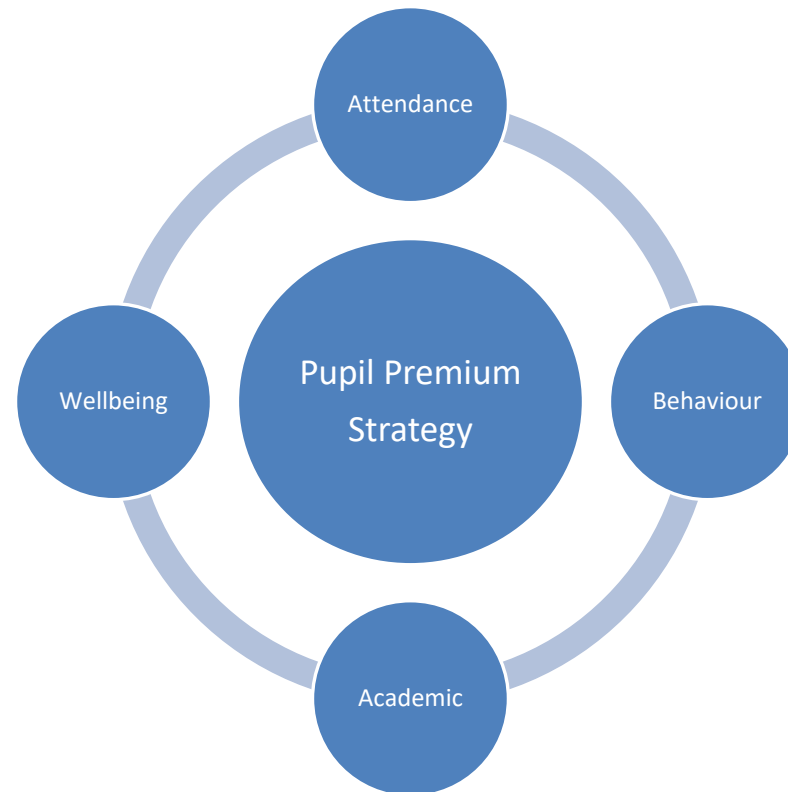 Attendance
Pupil Premium
Strategy
Wellbeing
Behaviour
Academic